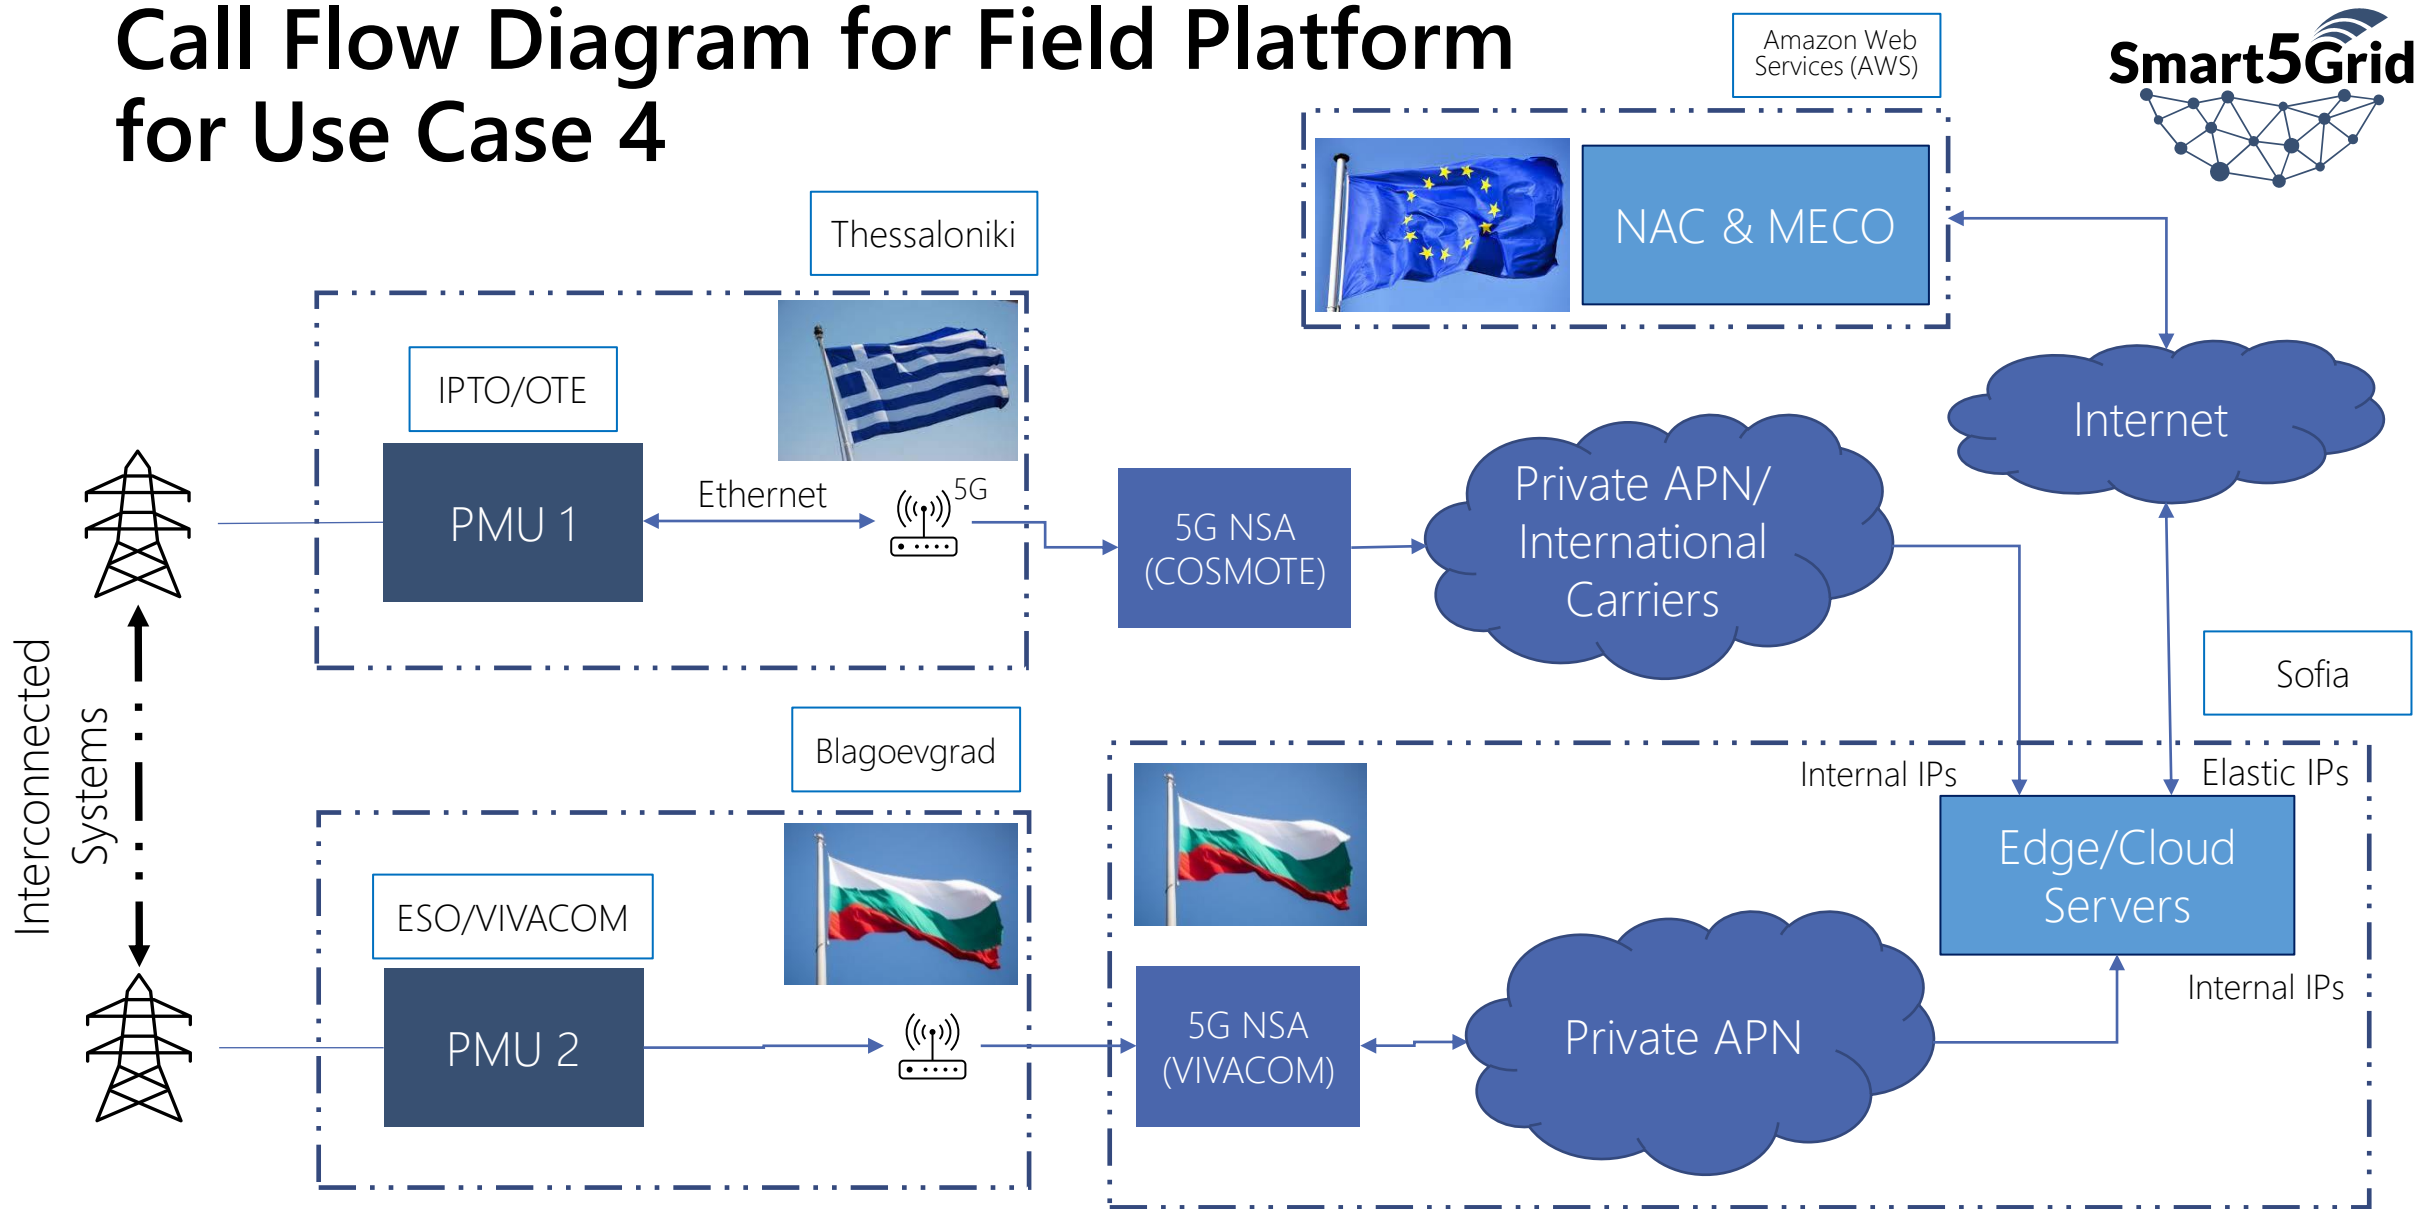 Call Flow Diagram for Field Platform
for Use Case 4
Amazon Web
Services (AWS)
Smart5Grid
NAC & MECO
Thessaloniki
IPTO/OTE
PMU 1
Ethernet
5G
5G NSA
(COSMOTE)
Private APN/
International
Carriers
Internet
Interconnected
Systems
Sofia
Blagoevgrad
Internal IPs
Elastic IPs
Edge/Cloud
Servers
ESO/VIVACOM
PMU 2
5G NSA
(VIVACOM)
Private APN
Internal IPs